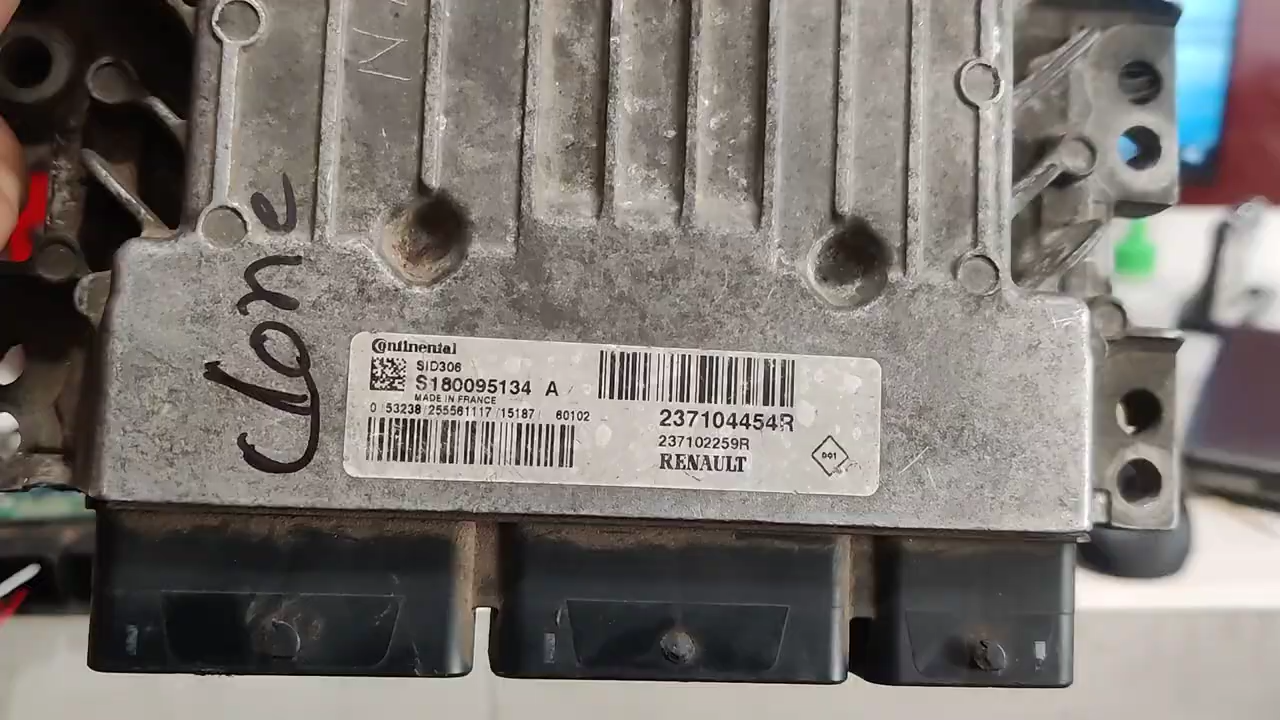 N
Clone
Continental
SID306
S180095134 A
MADE IN FRANCE
0 53238 255561117 15187 60102
237104454R
237102259R
RENAULT
001